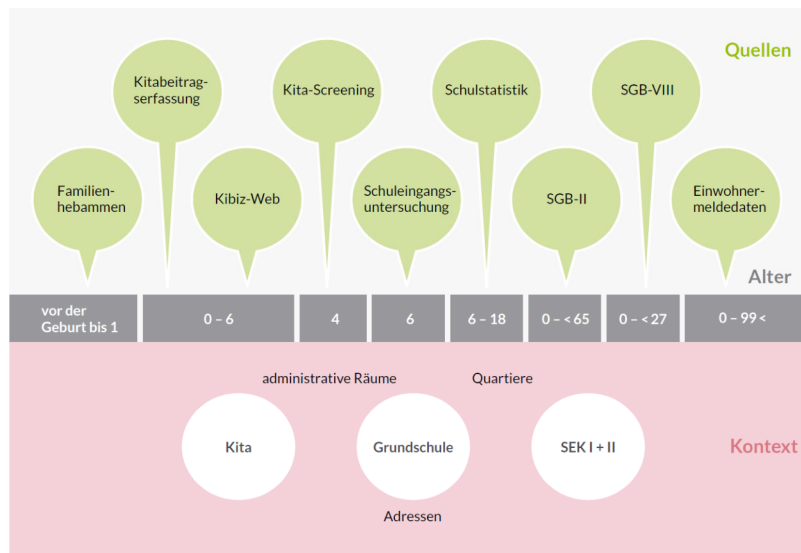 Quellen
Kitabeitrag-
serfassung
Kita-Screening
Schulstatistik
SGB-VIII
Familien-
hebammen
Kibiz-Web
Schuleingangs-
untersuchung
SGB-II
Einwohner-
meldedaten
Alter
vor der
Geburt bis 1
0 – 6
4
6
6 – 18
0 – < 65
0 – < 27
0 – 99 <
administrative Räume
Quartiere
Kita
Grundschule
SEK I + II
Kontext
Adressen